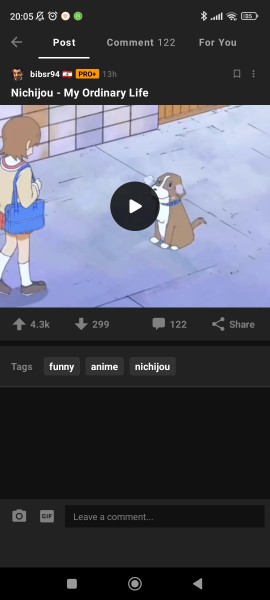 20:05
Post Comment 122 For You
bibsr94 PRO+ 13h
Nichijou - My Ordinary Life
4.3k 299 122 Share
Tags funny anime nichijou
GIF Leave a comment...